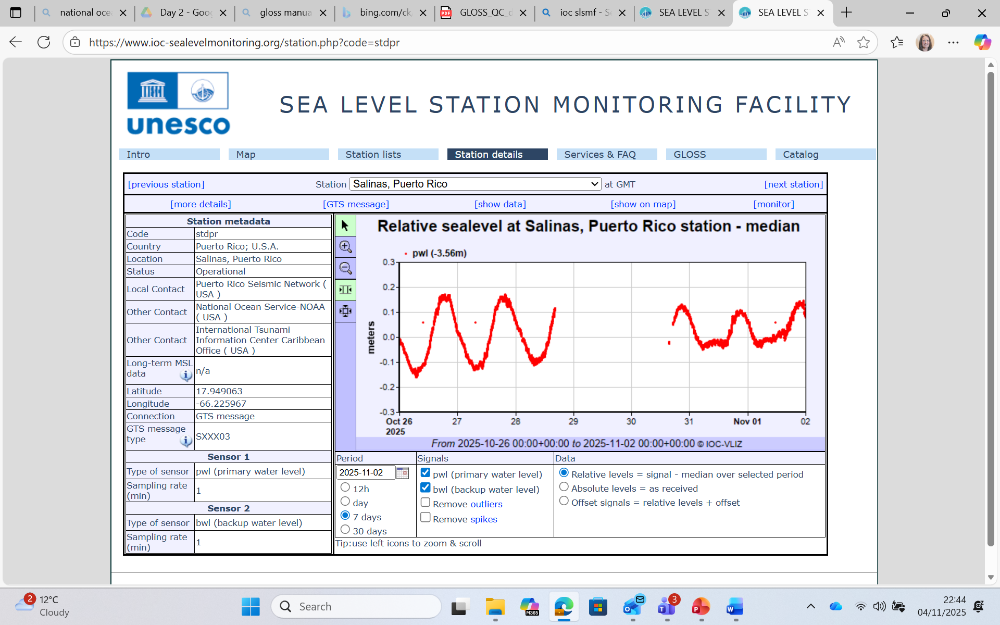 national oce
Day 2 - Goog
gloss manua
bing.com/ck
GLOSS_QC_d
ioc slsmf - Se
SEA LEVEL S
SEA LEVEL S
https://www.ioc-sealevelmonitoring.org/station.php?code=stdpr
unesco
SEA LEVEL STATION MONITORING FACILITY
Intro
Map
Station lists
Station details
Services & FAQ
GLOSS
Catalog
[previous station]
Station Salinas, Puerto Rico at GMT
[next station]
[more details]
[GTS message]
[show data]
[show on map]
[monitor]
Station metadata
Code stdpr
Country Puerto Rico; U.S.A.
Location Salinas, Puerto Rico
Status Operational
Local Contact Puerto Rico Seismic Network (
USA )
Other Contact National Ocean Service-NOAA
( USA )
Other Contact International Tsunami
Information Center Caribbean
Office ( USA )
Long-term MSL
data n/a
Latitude 17.949063
Longitude -66.225967
Connection GTS message
GTS message
type SXXX03
Sensor 1
Type of sensor pwl (primary water level)
Sampling rate
(min) 1
Sensor 2
Type of sensor bwl (backup water level)
Sampling rate
(min) 1
Relative sealevel at Salinas, Puerto Rico station - median
pwl (-3.56m)
0.3
0.2
0.1
0.0
-0.1
-0.2
-0.3
meters
Oct 26 27 28 29 30 31 Nov 01 02
2025
From 2025-10-26 00:00+00:00 to 2025-11-02 00:00+00:00 © IOC-VLIZ
Period
2025-11-02
12h
day
7 days
30 days
Signals
pwl (primary water level)
bwl (backup water level)
Remove outliers
Remove spikes
Data
Relative levels = signal - median over selected period
Absolute levels = as received
Offset signals = relative levels + offset
Tip:use left icons to zoom & scroll
2
12°C
Cloudy
Search
M365
3
22:44
04/11/2025